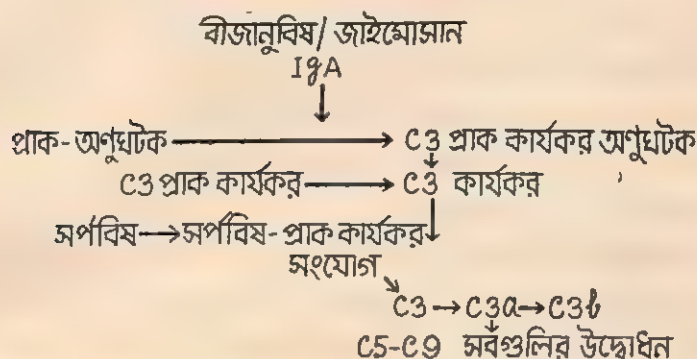 বীজানুবিষ/ জাইমোসান
IgA
↓
প্রাক-অণুঘটক → C3 প্রাক কার্যকর অণুঘটক
↓
C3 প্রাক কার্যকর → C3 কার্যকর
↓
সর্পবিষ → সর্পবিষ-প্রাক কার্যকর
সংযোগ
↘
C3 → C3a → C3b
↓
C5-C9 সবগুলির উদ্বোধন